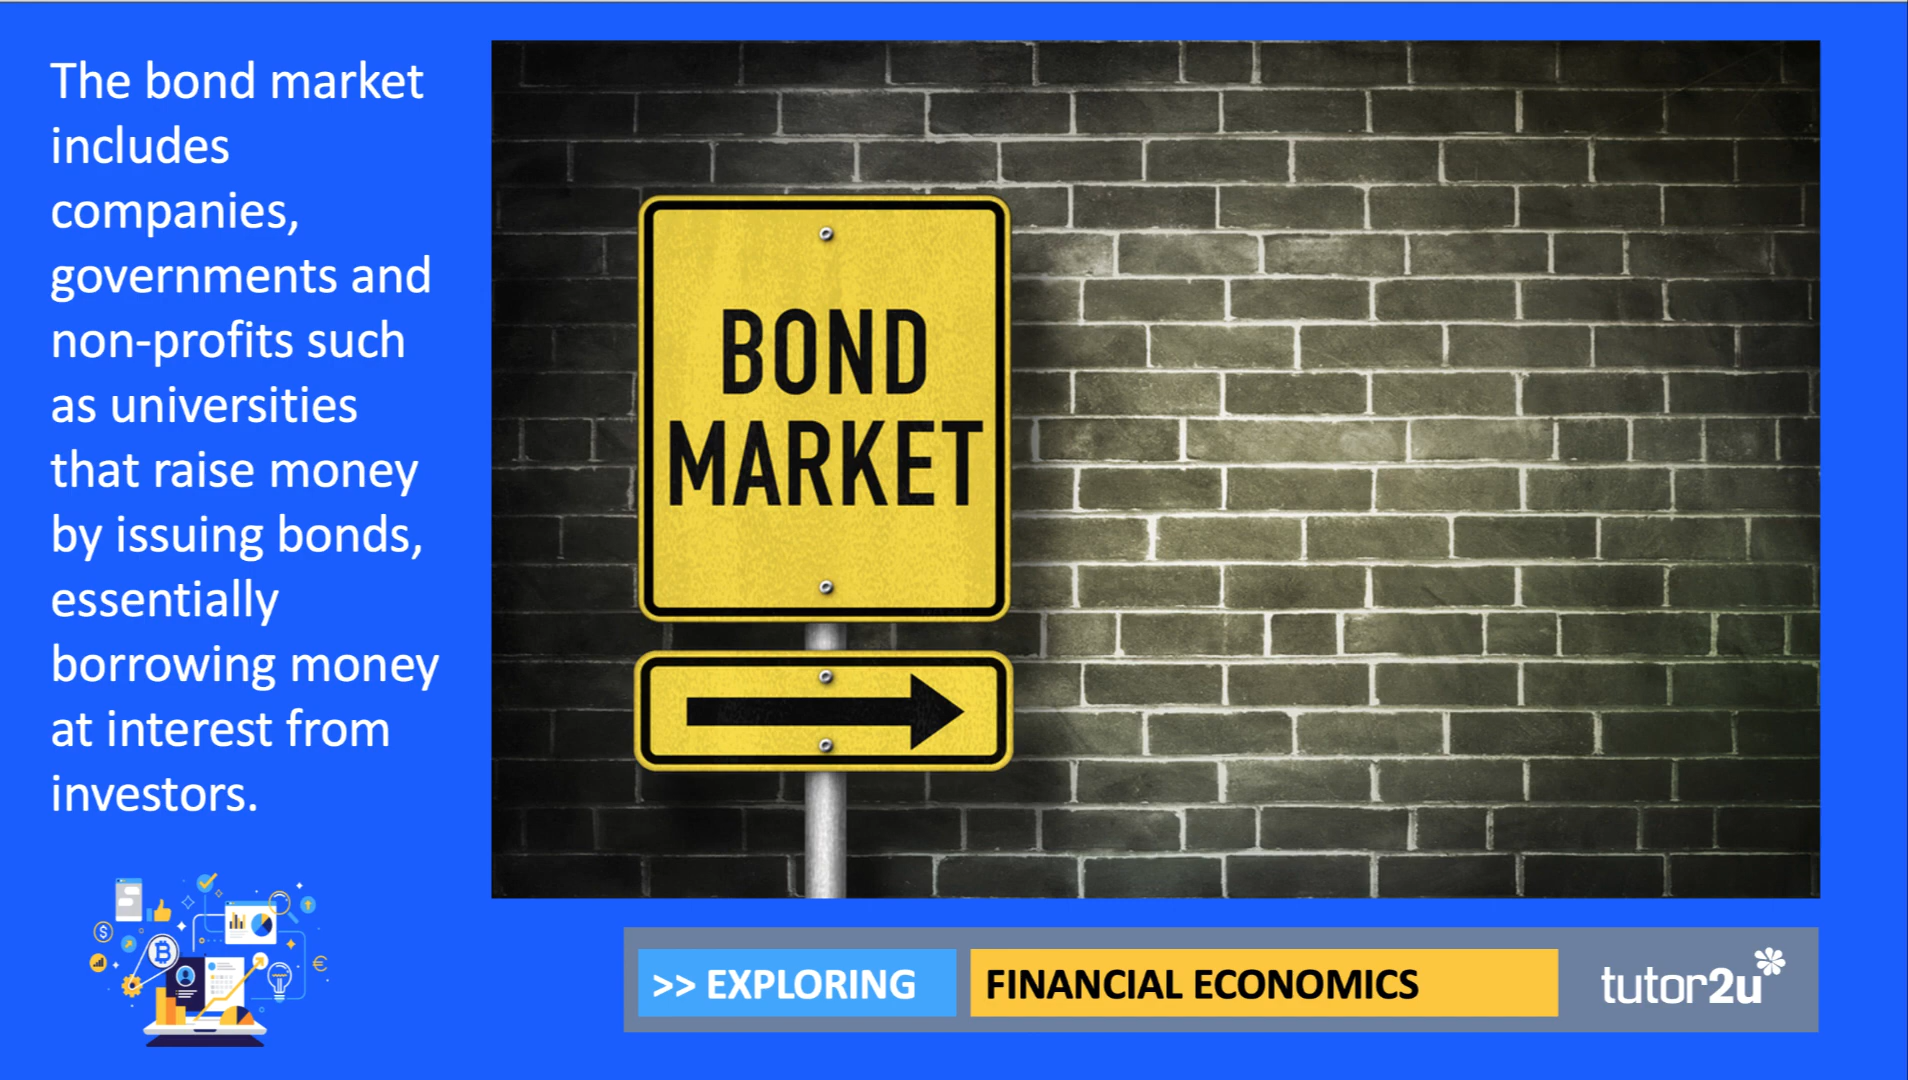 The bond market
includes
companies,
governments and
non-profits such
as universities
that raise money
by issuing bonds,
essentially
borrowing money
at interest from
investors.
BOND
MARKET
>> EXPLORING
FINANCIAL ECONOMICS
tutor2u